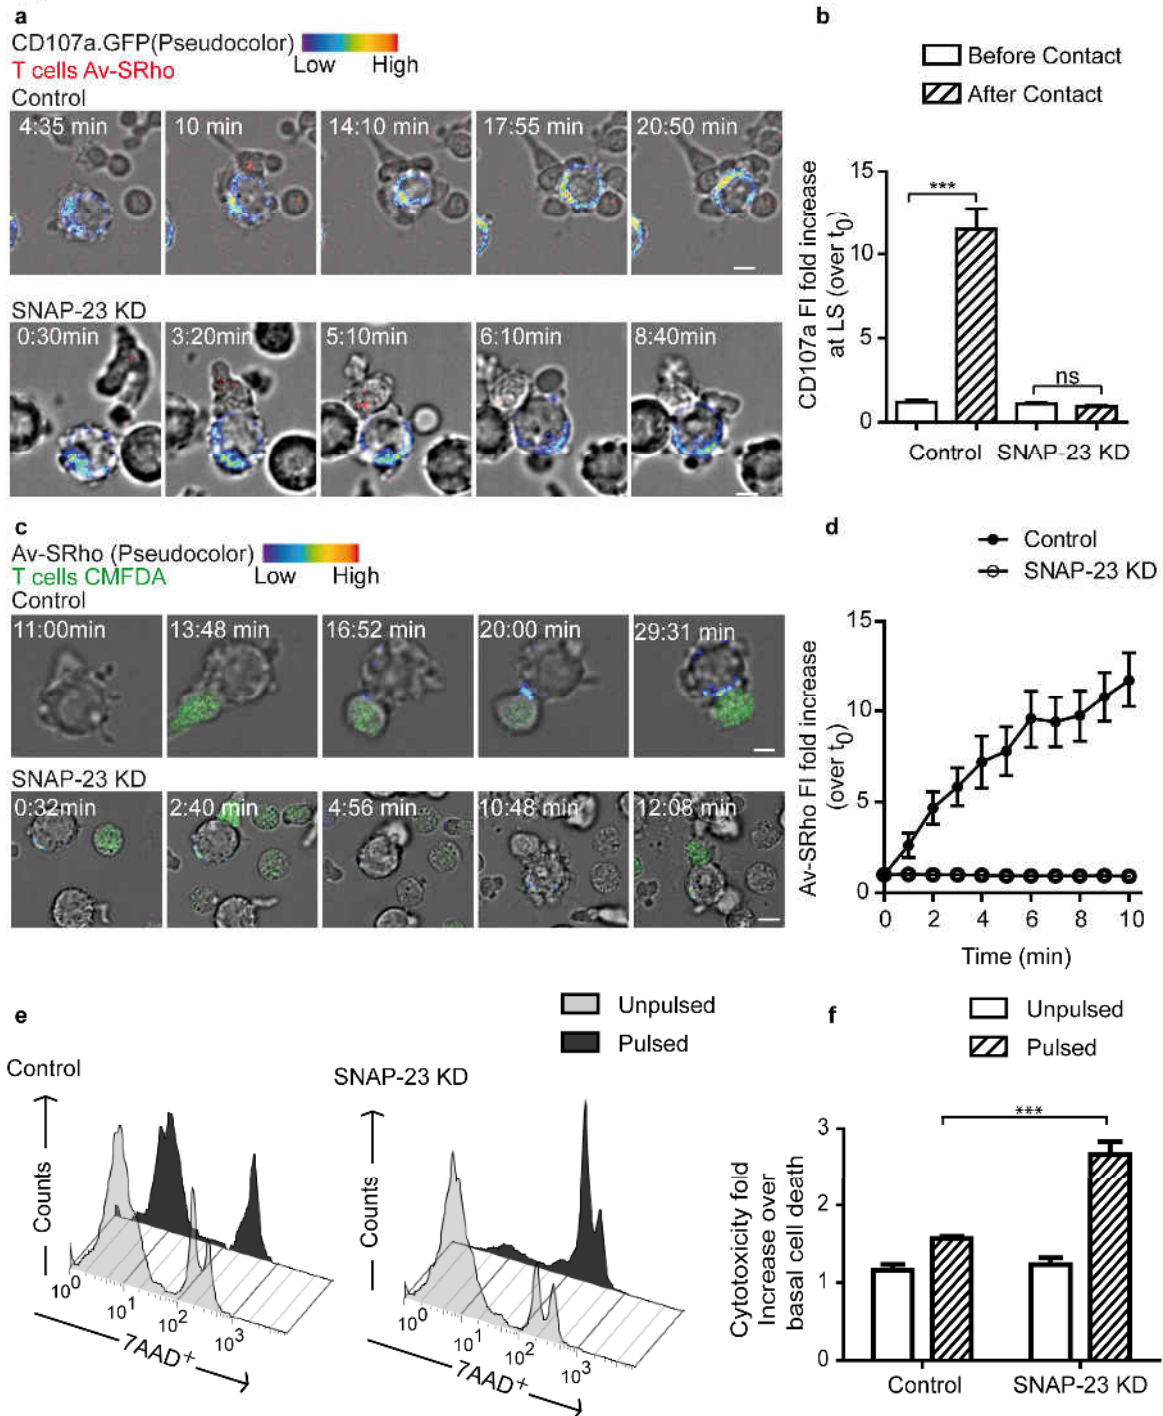 a
CD107a.GFP(Pseudocolor)
Low High
T cells Av-SRho
Control
4:35 min 10 min 14:10 min 17:55 min 20:50 min
SNAP-23 KD
0:30min 3:20min 5:10min 6:10min 8:40min
b
Before Contact
After Contact
CD107a FI fold increase
at LS (over t0)
15
10
5
0
***
ns
Control SNAP-23 KD
c
Av-SRho (Pseudocolor)
Low High
T cells CMFDA
Control
11:00min 13:48 min 16:52 min 20:00 min 29:31 min
SNAP-23 KD
0:32min 2:40 min 4:56 min 10:48 min 12:08 min
d
Control
SNAP-23 KD
Av-SRho FI fold increase
(over t0)
15
10
5
0
0 2 4 6 8 10
Time (min)
e
Unpulsed
Pulsed
Control
Counts
10^0 10^1 10^2 10^3
7AAD+
SNAP-23 KD
Counts
10^0 10^1 10^2 10^3
7AAD+
f
Unpulsed
Pulsed
Cytotoxicity fold
Increase over
basal cell death
3
2
1
0
***
Control SNAP-23 KD